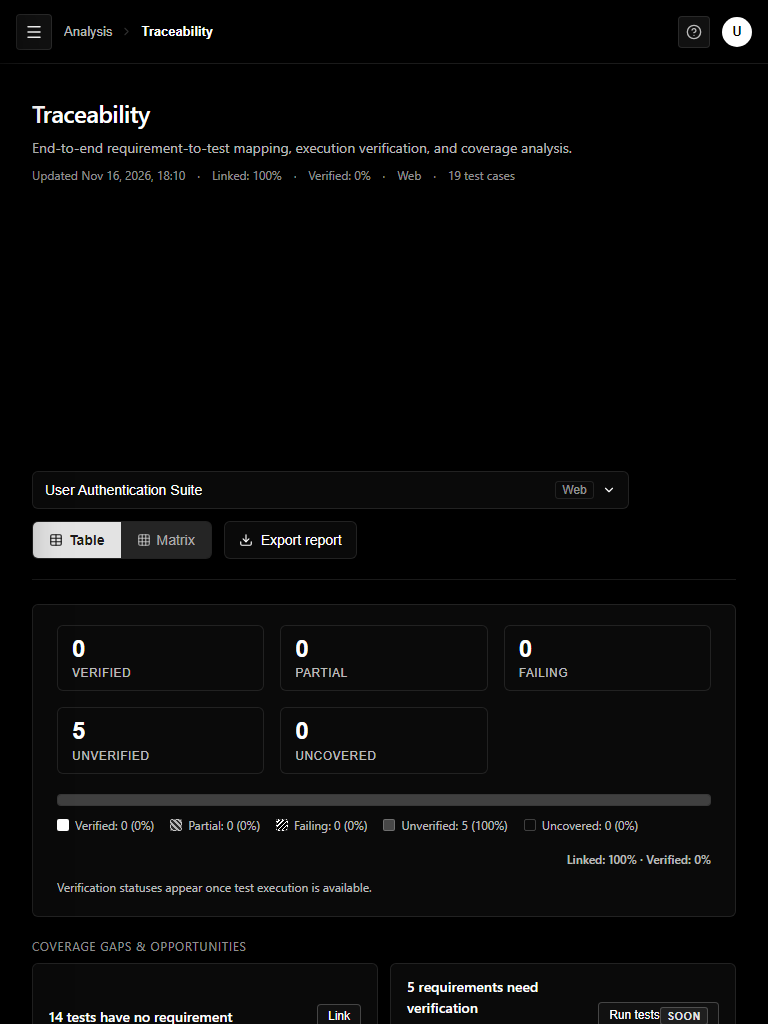 Analysis > Traceability
U
Traceability
End-to-end requirement-to-test mapping, execution verification, and coverage analysis.
Updated Nov 16, 2026, 18:10 · Linked: 100% · Verified: 0% · Web · 19 test cases
User Authentication Suite Web
Table Matrix Export report
0
VERIFIED
0
PARTIAL
0
FAILING
5
UNVERIFIED
0
UNCOVERED
Verified: 0 (0%) Partial: 0 (0%) Failing: 0 (0%) Unverified: 5 (100%) Uncovered: 0 (0%)
Linked: 100% · Verified: 0%
Verification statuses appear once test execution is available.
COVERAGE GAPS & OPPORTUNITIES
14 tests have no requirement
Link
5 requirements need
verification
Run tests SOON